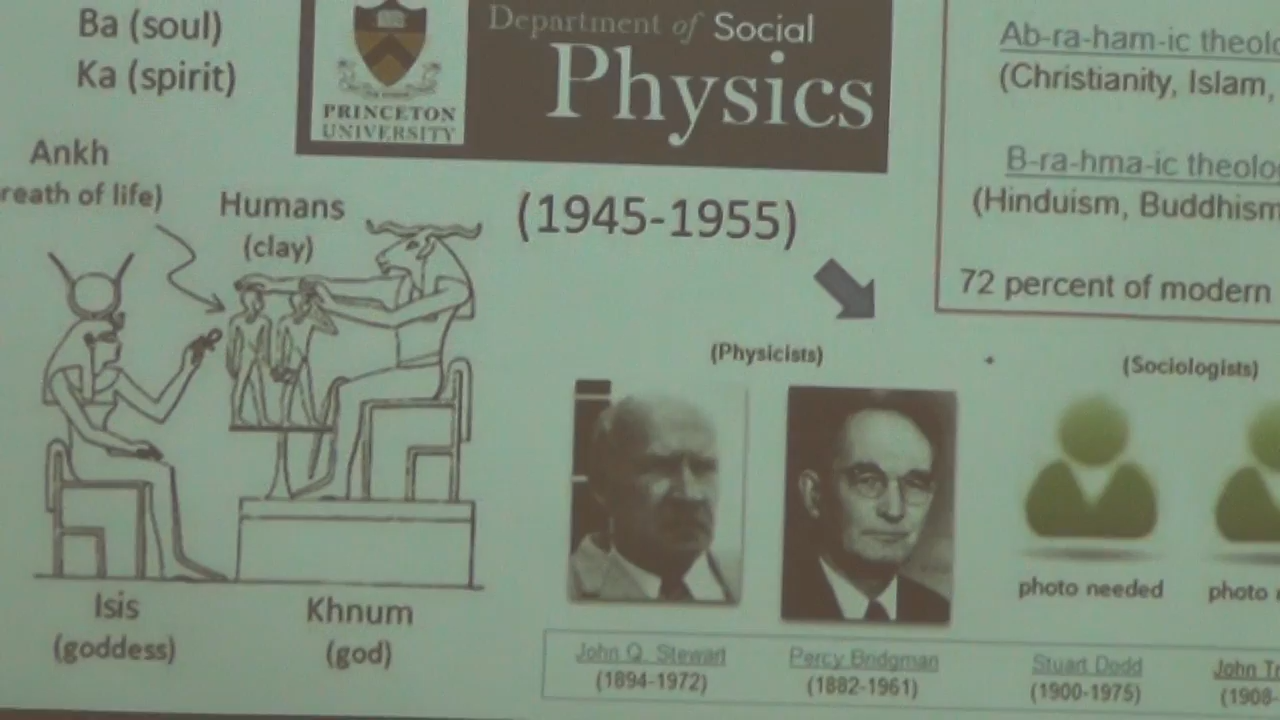 Ba (soul)
Ka (spirit)
Ankh
reath of life)
Humans
(clay)
Isis
(goddess)
Khnum
(god)
PRINCETON
UNIVERSITY
Department of Social
Physics
(1945-1955)
(Physicists)
(Sociologists)
photo needed
photo
John Q. Stewart
(1894-1972)
Percy Bridgman
(1882-1961)
Stuart Dodd
(1900-1975)
John
(1908-
Ab-ra-ham-ic theolo
(Christianity, Islam,
B-ra-hma-ic theolo
(Hinduism, Buddhism
72 percent of modern